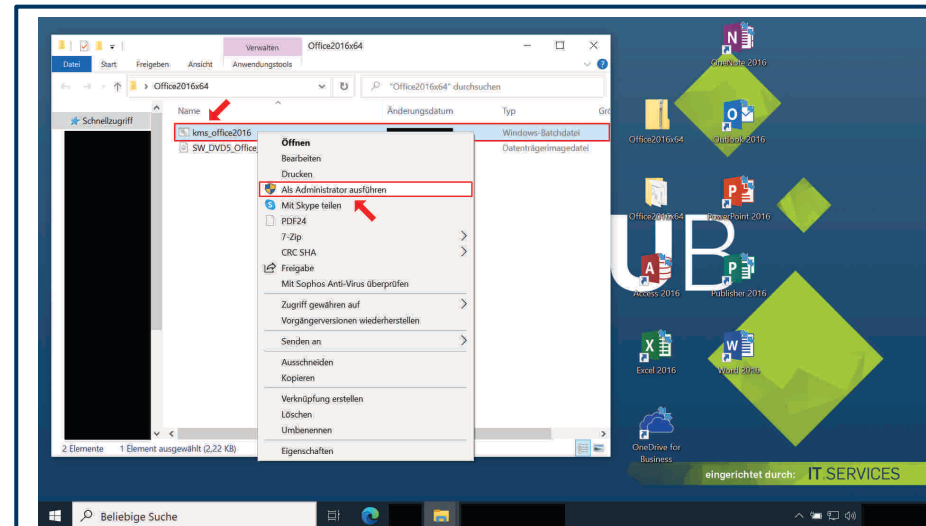 Verwalten
Office2016x64
Datei Start Freigeben Ansicht Anwendungstools
Office2016x64
"Office2016x64" durchsuchen
Schnellzugriff
Name Änderungsdatum Typ Grö
kms_office2016 Windows-Batchdatei
SW_DVD5_Office_ Datenträgerimagedatei
Öffnen
Bearbeiten
Drucken
Als Administrator ausführen
Mit Skype teilen
PDF24
7-Zip
CRC SHA
Freigabe
Mit Sophos Anti-Virus überprüfen
Zugriff gewähren auf
Vorgängerversionen wiederherstellen
Senden an
Ausschneiden
Kopieren
Verknüpfung erstellen
Löschen
Umbenennen
Eigenschaften
2 Elemente 1 Element ausgewählt (2,22 KB)
OneNote 2016
Office2016x64
Outlook 2016
Office2016x64
PowerPoint 2016
UB
Access 2016
Publisher 2016
Excel 2016
Word 2016
OneDrive for
Business
eingerichtet durch: IT.SERVICES
Beliebige Suche